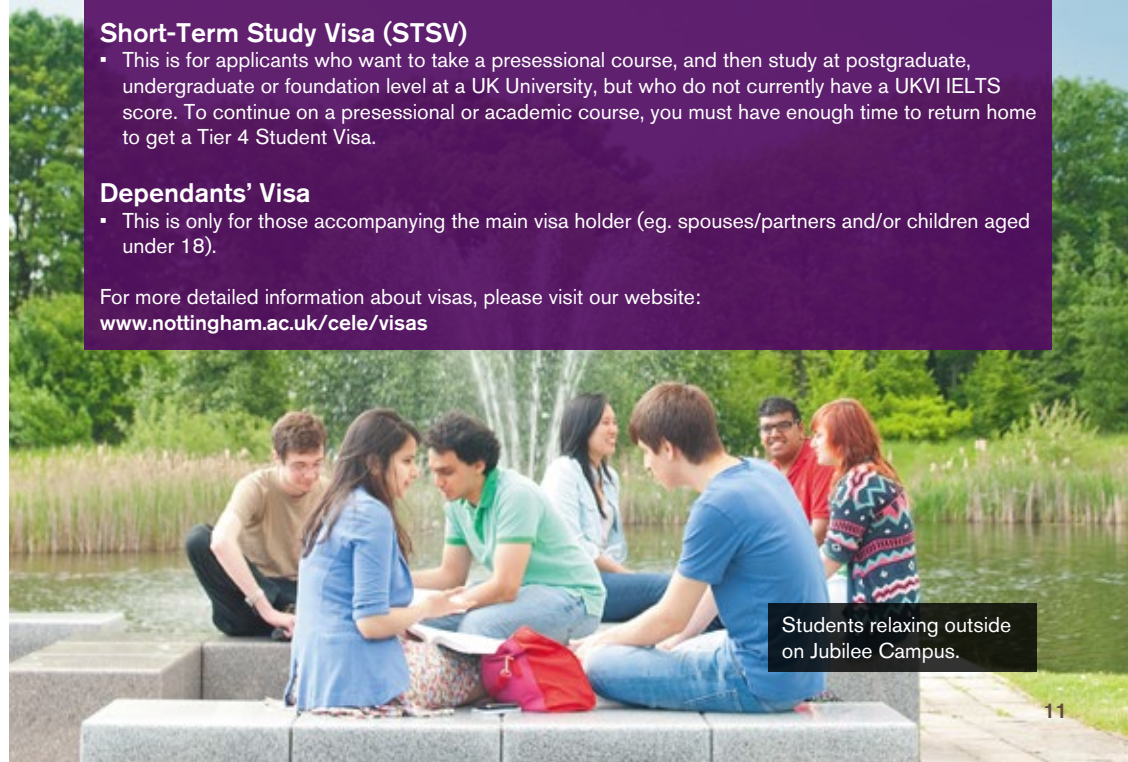 Short-Term Study Visa (STSV)
▪ This is for applicants who want to take a presessional course, and then study at postgraduate,
undergraduate or foundation level at a UK University, but who do not currently have a UKVI IELTS
score. To continue on a presessional or academic course, you must have enough time to return home
to get a Tier 4 Student Visa.
Dependants’ Visa
▪ This is only for those accompanying the main visa holder (eg. spouses/partners and/or children aged
under 18).
For more detailed information about visas, please visit our website:
www.nottingham.ac.uk/cele/visas
Students relaxing outside
on Jubilee Campus.
11